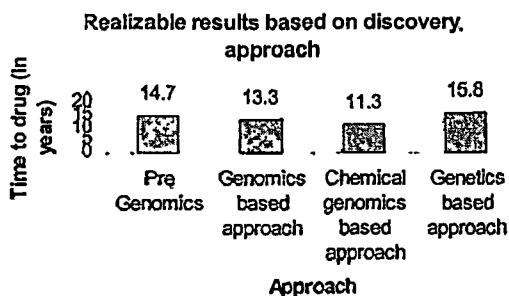 Realizable results based on discovery,
approach
Time to drug (In
years)
20
15
10
5
0
14.7
13.3
11.3
15.8
Pre
Genomics
Genomics
based
approach
Chemical
genomics
based
approach
Genetics
based
approach
Approach